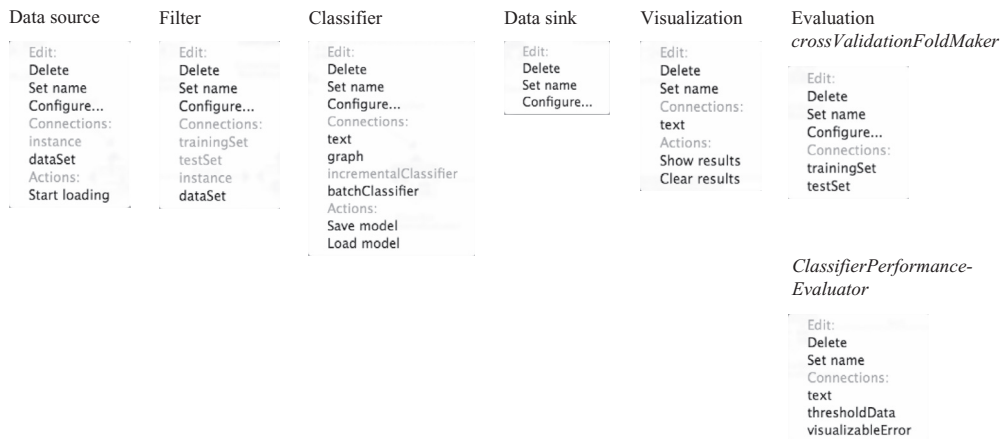 Data source
Edit:
Delete
Set name
Configure...
Connections:
instance
dataSet
Actions:
Start loading
Filter
Edit:
Delete
Set name
Configure...
Connections:
trainingSet
testSet
instance
dataSet
Classifier
Edit:
Delete
Set name
Configure...
Connections:
text
graph
incrementalClassifier
batchClassifier
Actions:
Save model
Load model
Data sink
Edit:
Delete
Set name
Configure...
Visualization
Edit:
Delete
Set name
Connections:
text
Actions:
Show results
Clear results
Evaluation
crossValidationFoldMaker
Edit:
Delete
Set name
Configure...
Connections:
trainingSet
testSet
ClassifierPerformance-
Evaluator
Edit:
Delete
Set name
Connections:
text
thresholdData
visualizableError